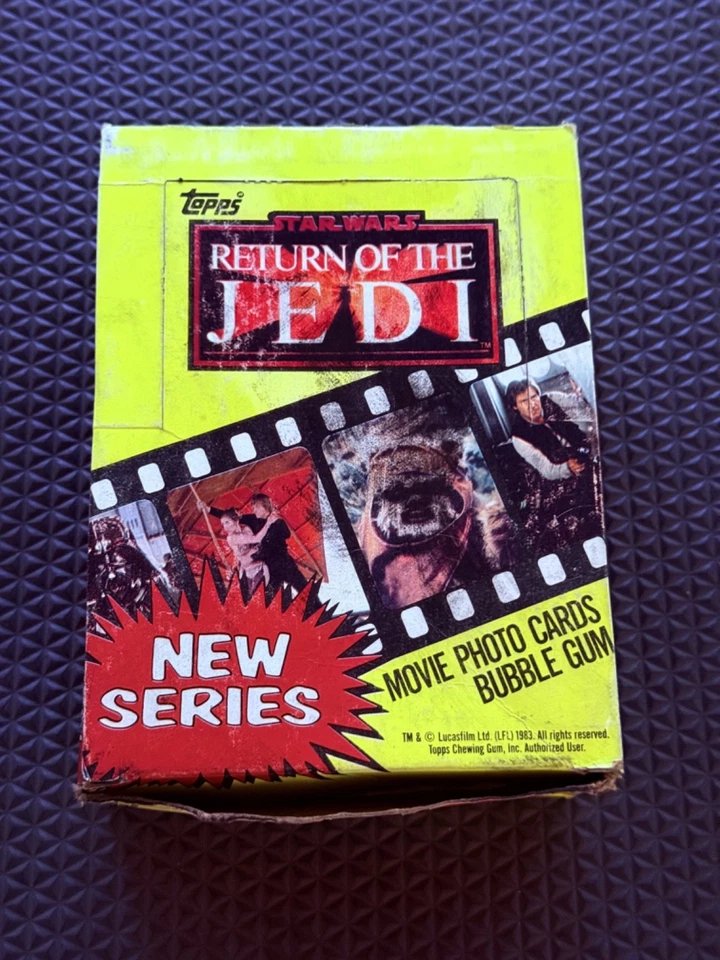 Topps ©
STAR WARS
RETURN OF THE
JEDI ™
NEW
SERIES
MOVIE PHOTO CARDS
BUBBLE GUM
TM & © Lucasfilm Ltd. (LFL) 1983. All rights reserved.
Topps Chewing Gum, Inc. Authorized User.